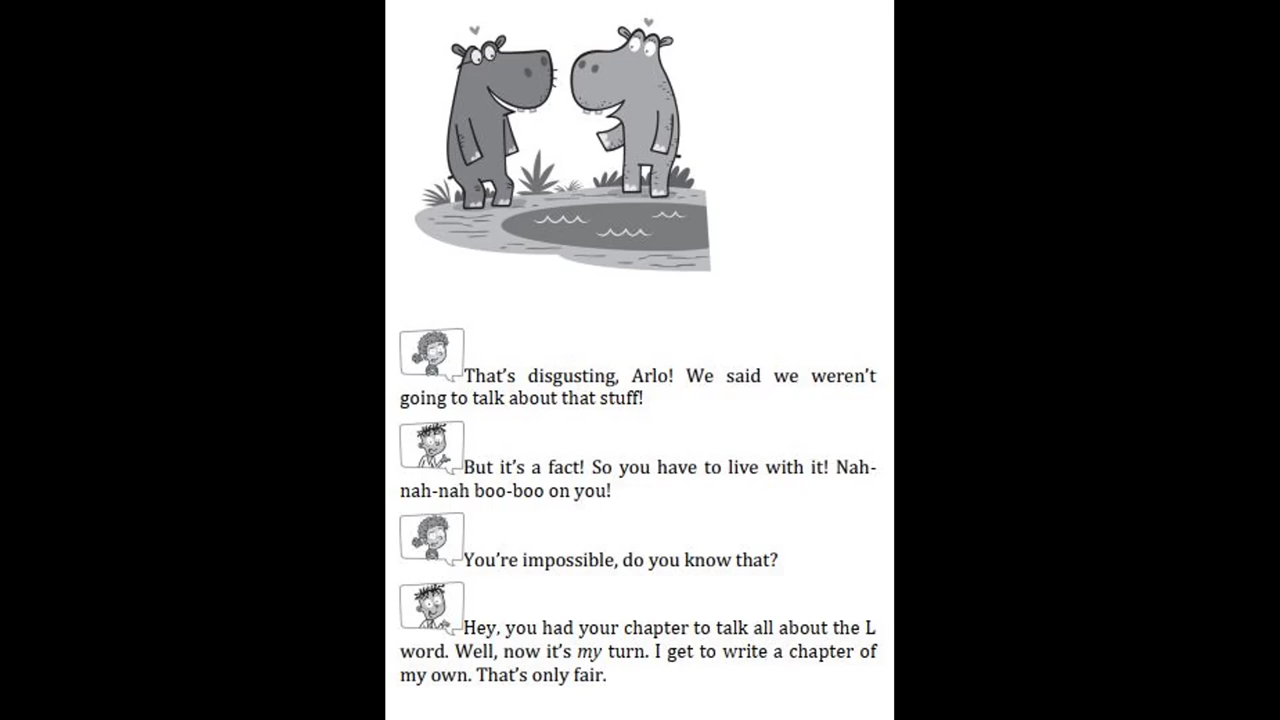 That’s disgusting, Arlo! We said we weren’t
going to talk about that stuff!
But it’s a fact! So you have to live with it! Nah-
nah-nah boo-boo on you!
You’re impossible, do you know that?
Hey, you had your chapter to talk all about the L
word. Well, now it’s my turn. I get to write a chapter of
my own. That’s only fair.